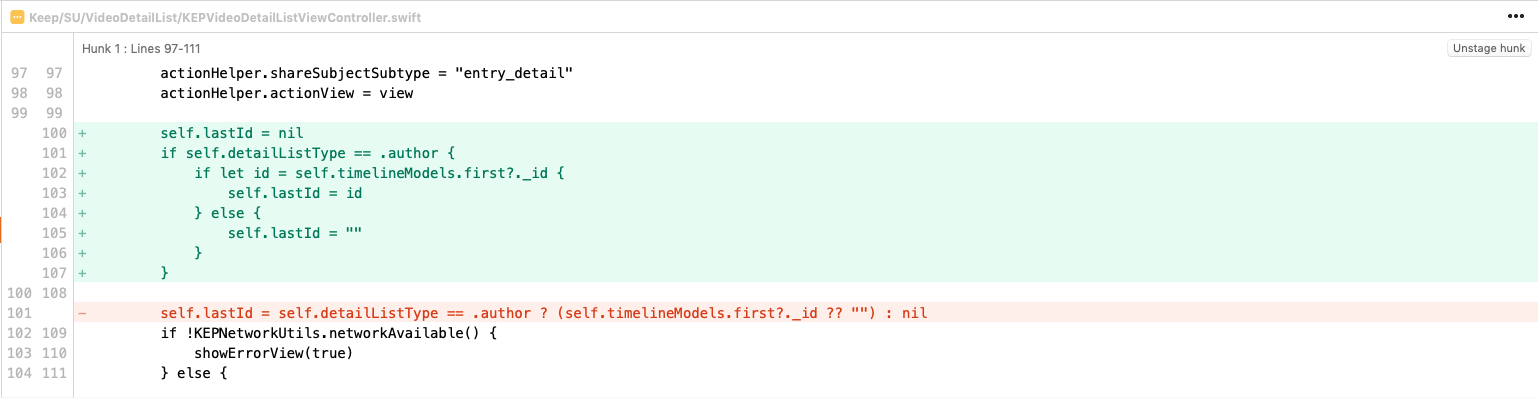 Keep/SU/VideoDetailList/KEPVideoDetailListViewController.swift
Hunk 1 : Lines 97-111
Unstage hunk
97 97 actionHelper.shareSubjectSubtype = "entry_detail"
98 98 actionHelper.actionView = view
99 99
100 + self.lastId = nil
101 + if self.detailListType == .author {
102 + if let id = self.timelineModels.first?._id {
103 + self.lastId = id
104 + } else {
105 + self.lastId = ""
106 + }
107 + }
100 108
101 - self.lastId = self.detailListType == .author ? (self.timelineModels.first?._id ?? "") : nil
102 109 if !KEPNetworkUtils.networkAvailable() {
103 110 showErrorView(true)
104 111 } else {